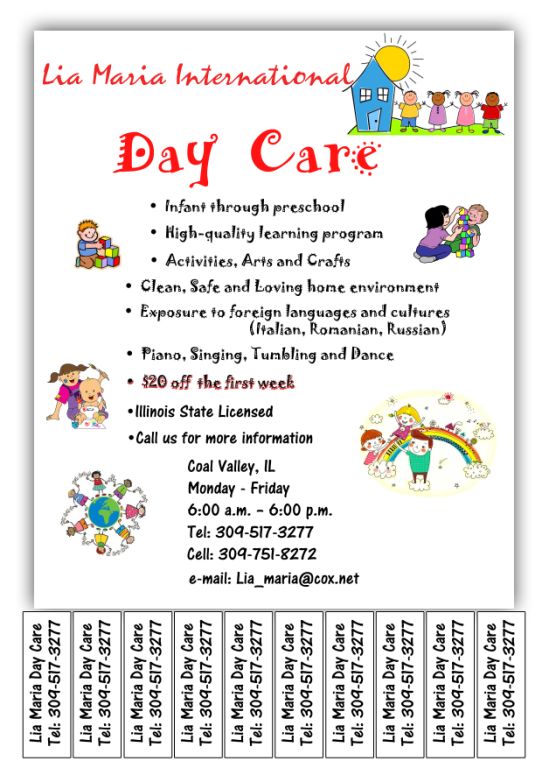 Lia Maria International
Day Care
• Infant through preschool
• High-quality learning program
• Activities, Arts and Crafts
• Clean, Safe and Loving home environment
• Exposure to foreign languages and cultures
(Italian, Romanian, Russian)
• Piano, Singing, Tumbling and Dance
• $20 off the first week
•Illinois State Licensed
•Call us for more information
Coal Valley, IL
Monday - Friday
6:00 a.m. – 6:00 p.m.
Tel: 309-517-3277
Cell: 309-751-8272
e-mail: Lia_maria@cox.net
Lia Maria Day Care
Tel: 309-517-3277
Lia Maria Day Care
Tel: 309-517-3277
Lia Maria Day Care
Tel: 309-517-3277
Lia Maria Day Care
Tel: 309-517-3277
Lia Maria Day Care
Tel: 309-517-3277
Lia Maria Day Care
Tel: 309-517-3277
Lia Maria Day Care
Tel: 309-517-3277
Lia Maria Day Care
Tel: 309-517-3277
Lia Maria Day Care
Tel: 309-517-3277
Lia Maria Day Care
Tel: 309-517-3277